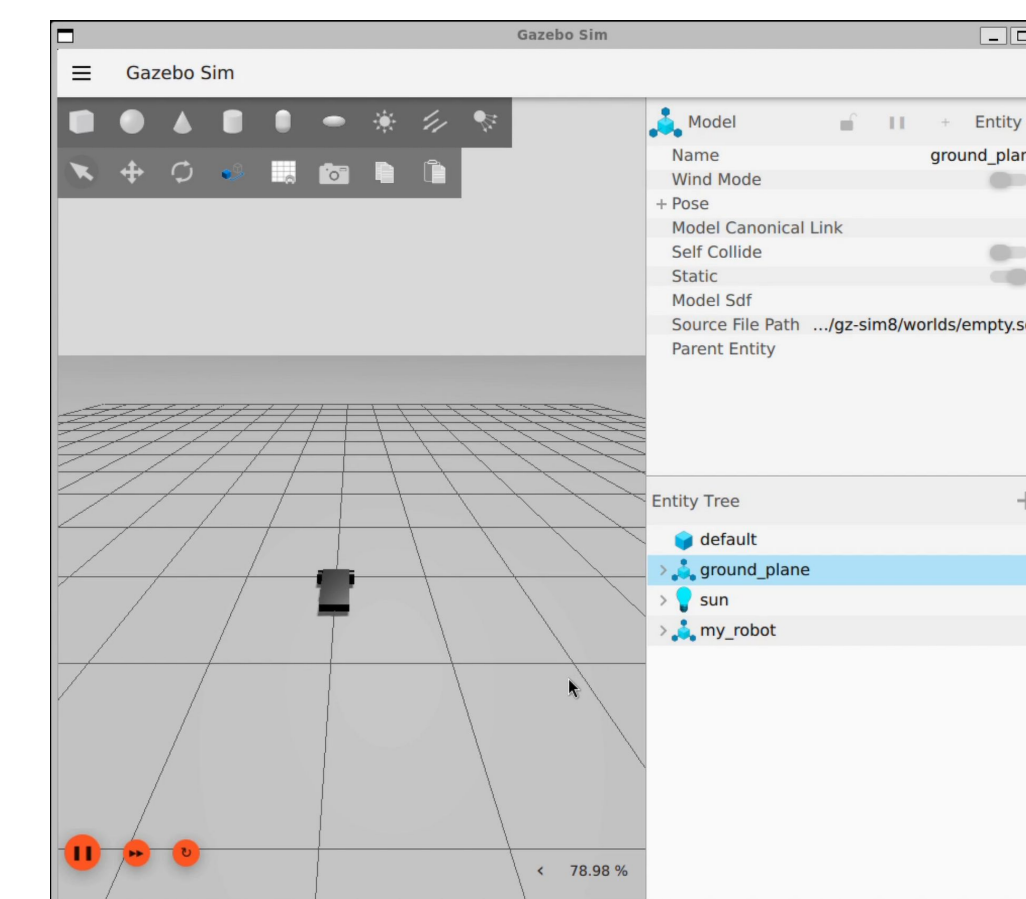 Gazebo Sim
Gazebo Sim
Model
Entity
Name ground_plan
Wind Mode
+ Pose
Model Canonical Link
Self Collide
Static
Model Sdf
Source File Path .../gz-sim8/worlds/empty.s
Parent Entity
Entity Tree
default
ground_plane
sun
my_robot
78.98 %